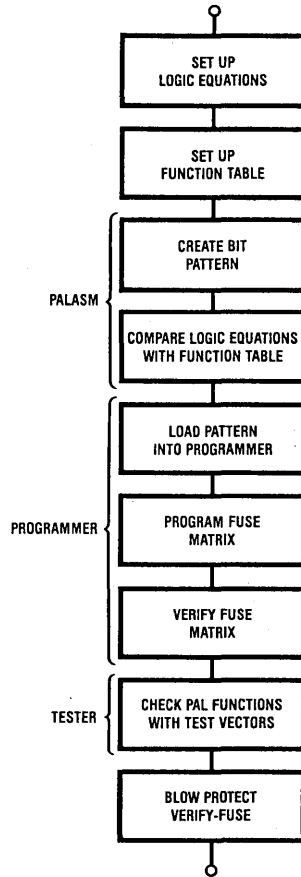 SET UP
LOGIC EQUATIONS
SET UP
FUNCTION TABLE
CREATE BIT
PATTERN
PALASM
COMPARE LOGIC EQUATIONS
WITH FUNCTION TABLE
LOAD PATTERN
INTO PROGRAMMER
PROGRAMMER
PROGRAM FUSE
MATRIX
VERIFY FUSE
MATRIX
TESTER
CHECK PAL FUNCTIONS
WITH TEST VECTORS
BLOW PROTECT
VERIFY-FUSE